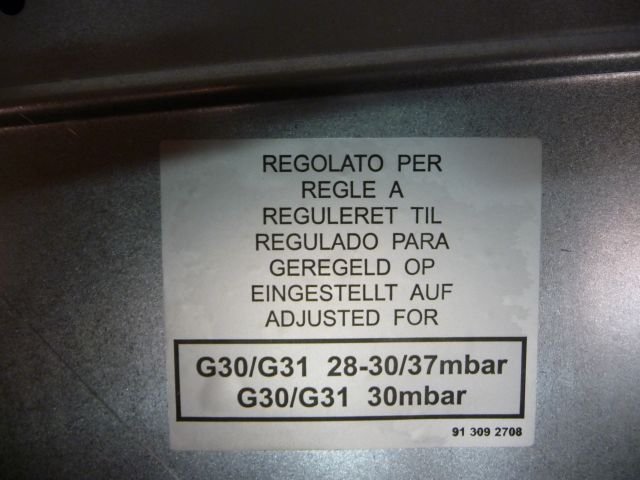 REGOLATO PER
REGLE A
REGULERET TIL
REGULADO PARA
GEREGELD OP
EINGESTELLT AUF
ADJUSTED FOR
G30/G31 28-30/37mbar
G30/G31 30mbar
91 309 2708